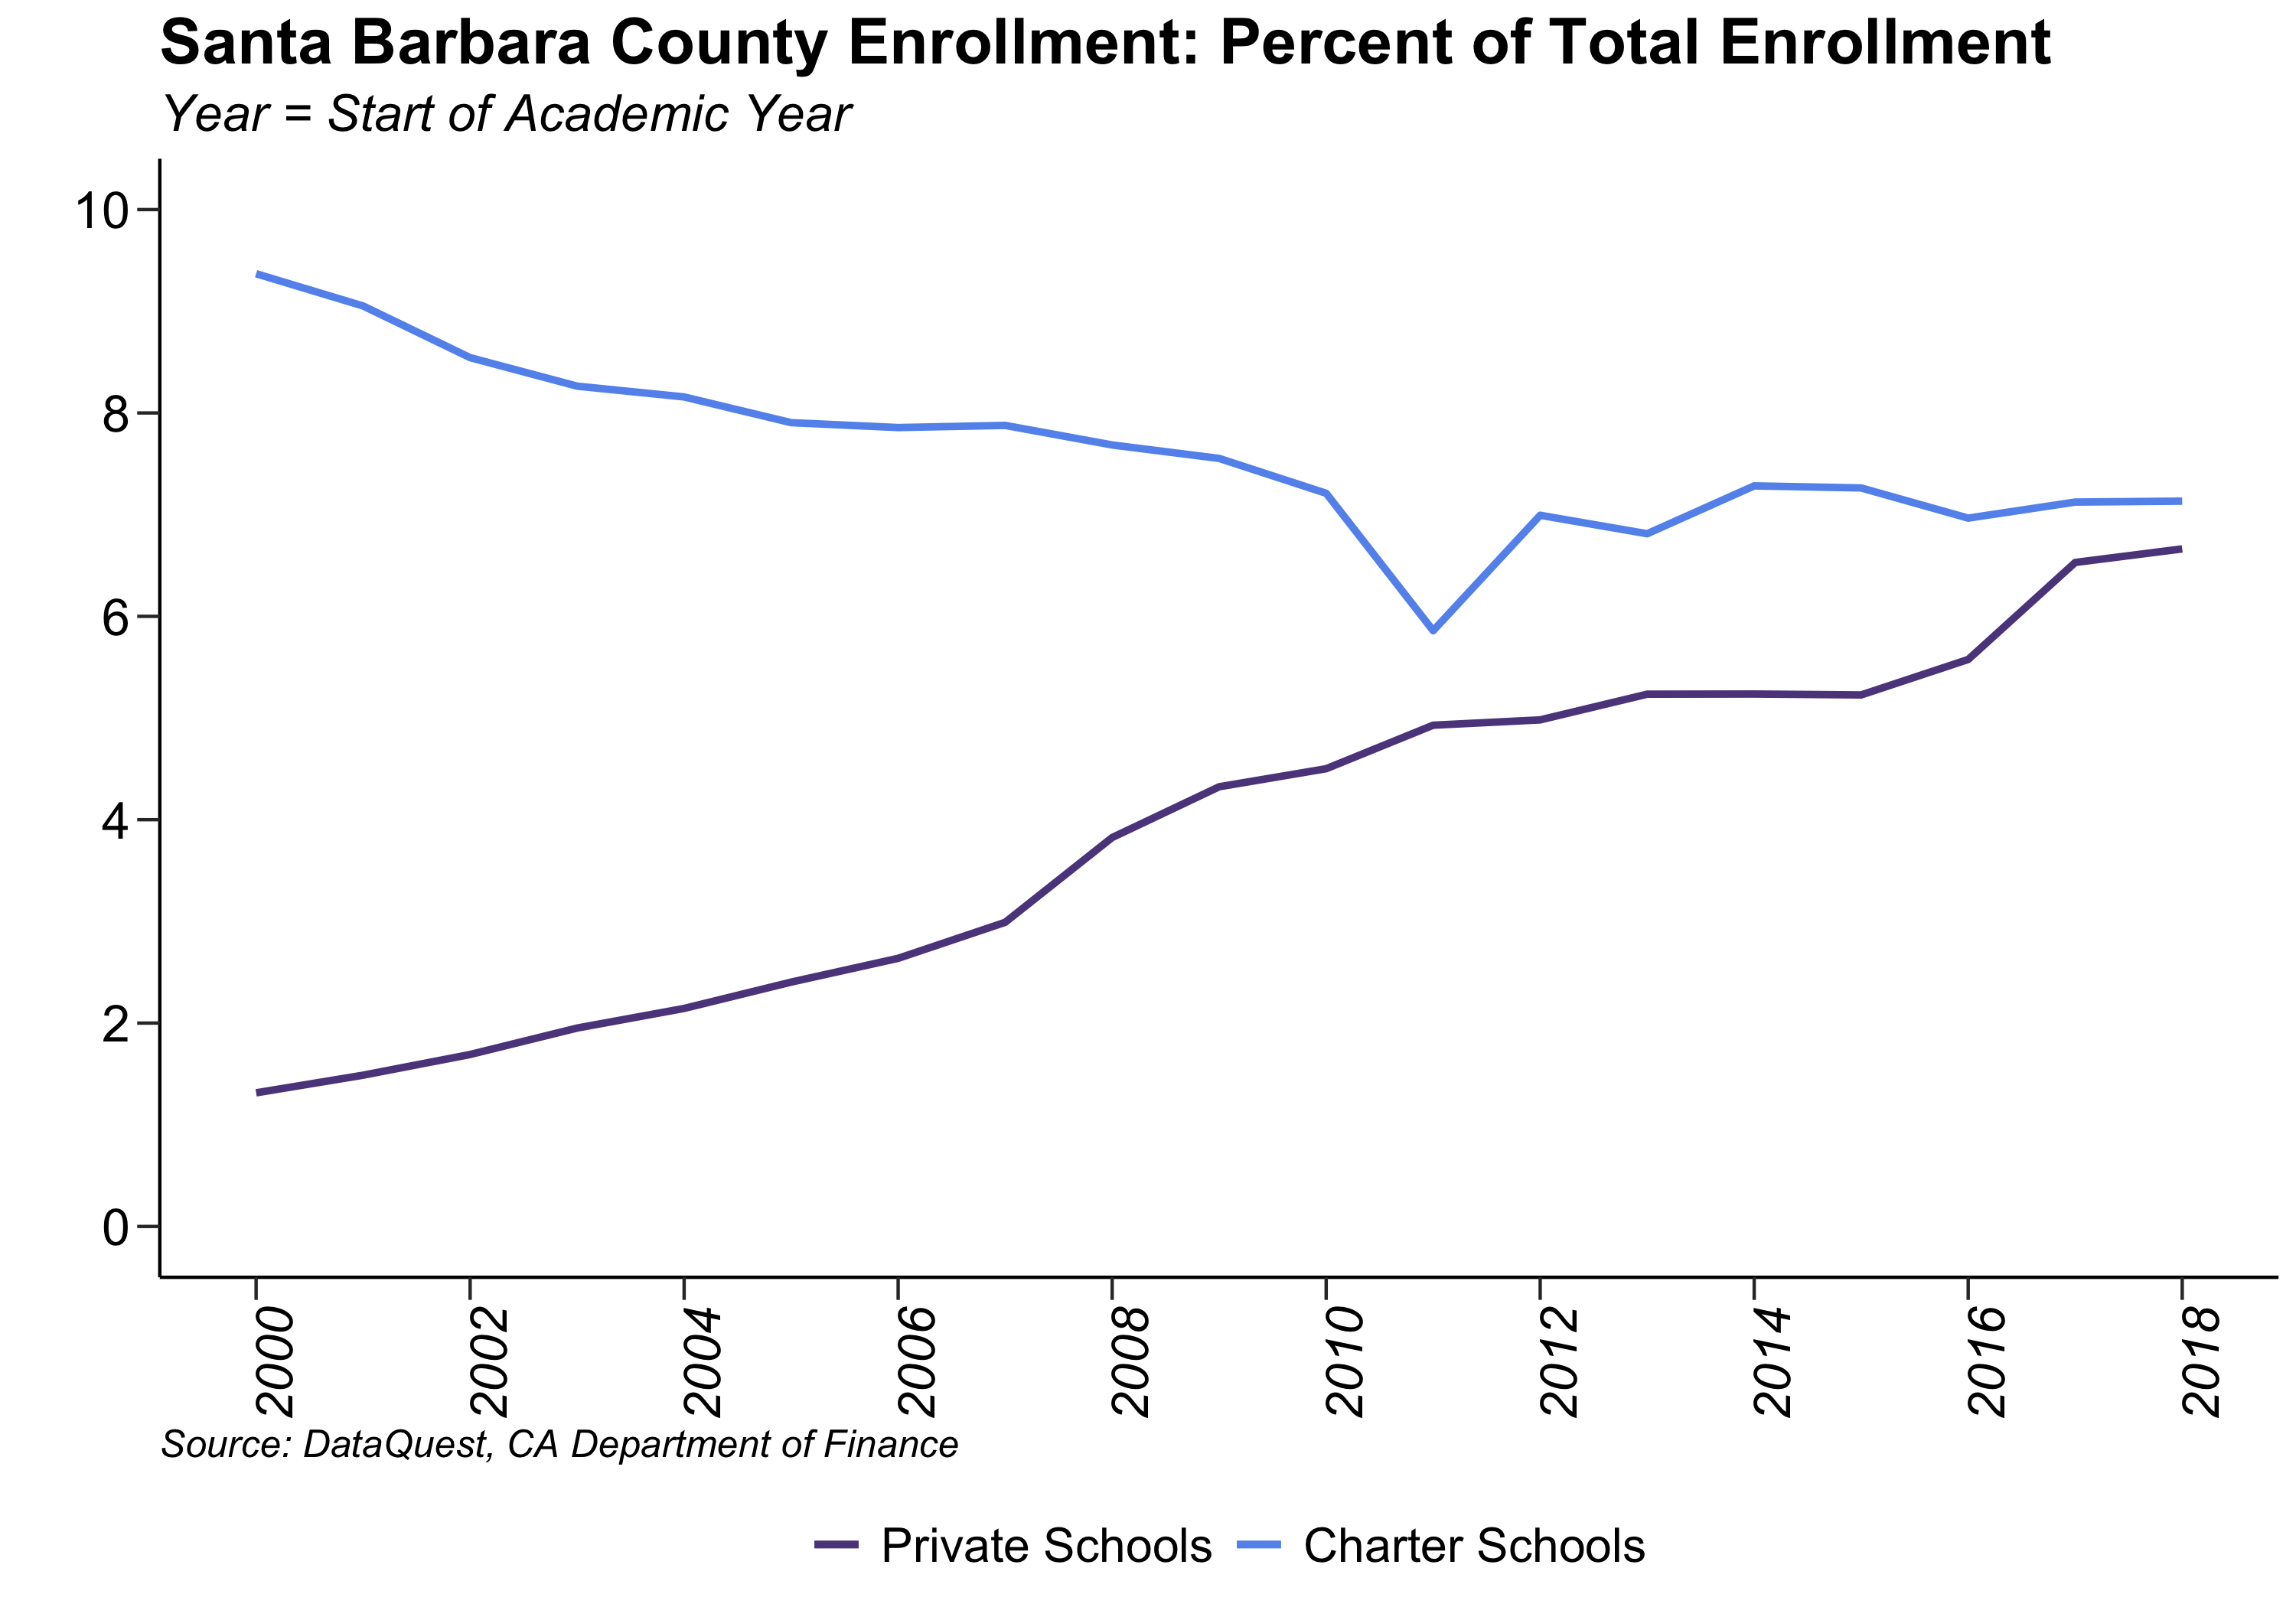 Santa Barbara County Enrollment: Percent of Total Enrollment
Year = Start of Academic Year
10
8
6
4
2
0
2000 2002 2004 2006 2008 2010 2012 2014 2016 2018
Source: DataQuest, CA Department of Finance
Private Schools Charter Schools